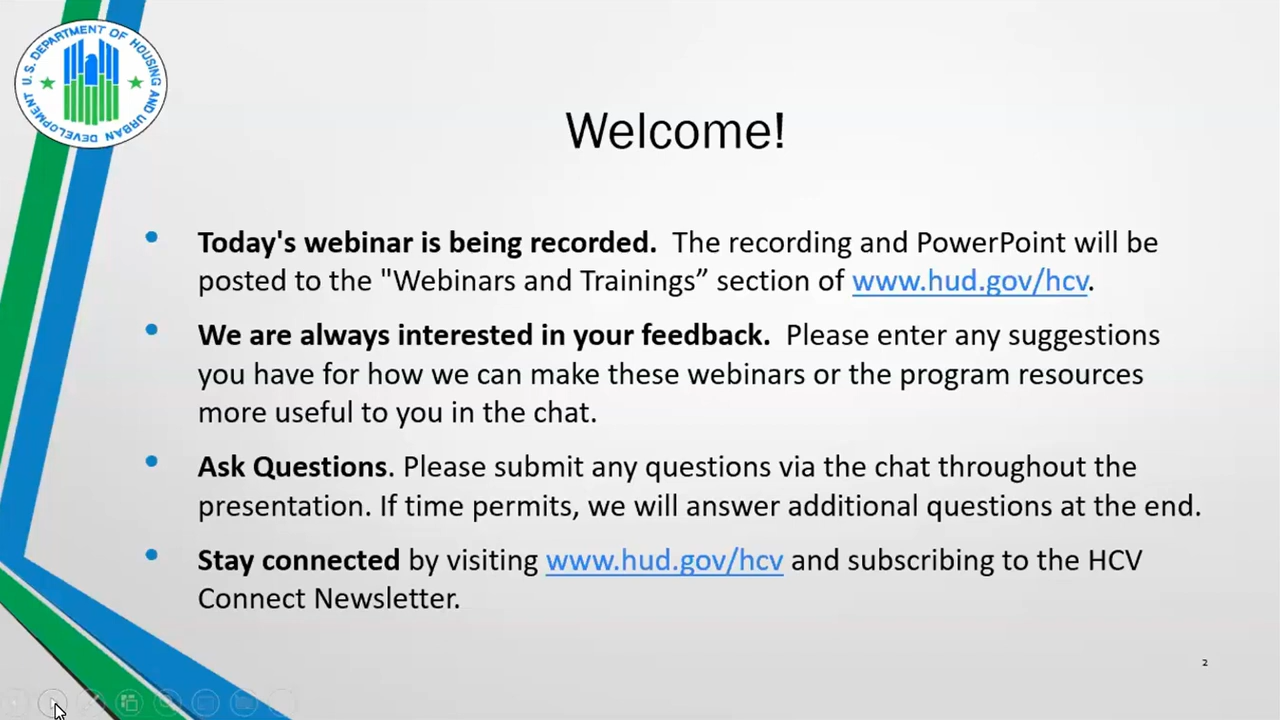 U.S. DEPARTMENT OF HOUSING AND URBAN DEVELOPMENT
Welcome!
Today's webinar is being recorded.  The recording and PowerPoint will be
posted to the "Webinars and Trainings” section of www.hud.gov/hcv.
We are always interested in your feedback.  Please enter any suggestions
you have for how we can make these webinars or the program resources
more useful to you in the chat.
Ask Questions. Please submit any questions via the chat throughout the
presentation. If time permits, we will answer additional questions at the end.
Stay connected by visiting www.hud.gov/hcv and subscribing to the HCV
Connect Newsletter.
2